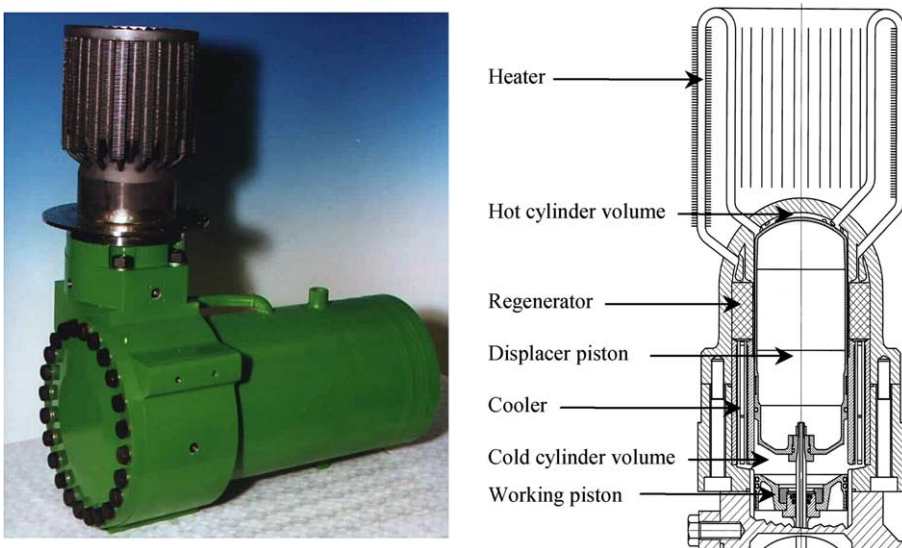 Heater
Hot cylinder volume
Regenerator
Displacer piston
Cooler
Cold cylinder volume
Working piston